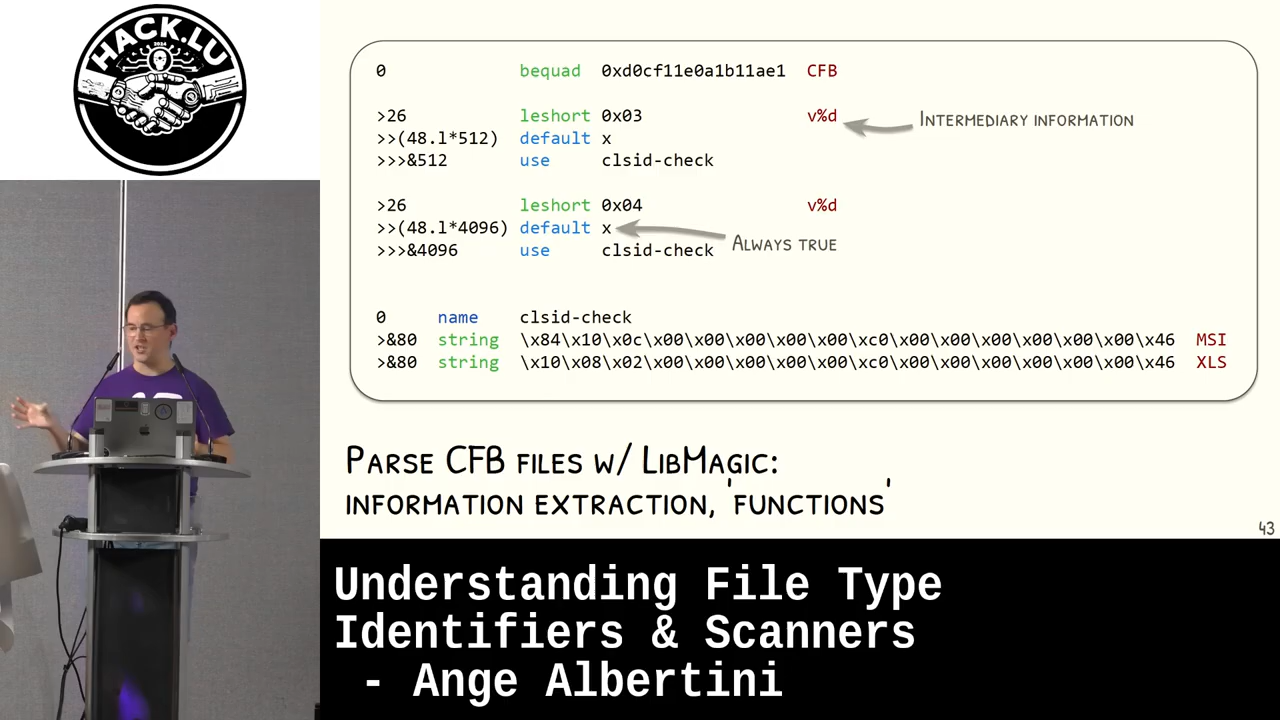 HACK.LU
2024
0 bequad 0xd0cf11e0a1b11ae1 CFB
>26 leshort 0x03 v%d
Intermediary information
>>(48.l*512) default x
>>>&512 use clsid-check
>26 leshort 0x04 v%d
>>(48.l*4096) default x
Always true
>>>&4096 use clsid-check
0 name clsid-check
>&80 string \x84\x10\x0c\x00\x00\x00\x00\x00\xc0\x00\x00\x00\x00\x00\x46 MSI
>&80 string \x10\x08\x02\x00\x00\x00\x00\x00\xc0\x00\x00\x00\x00\x00\x46 XLS
Parse CFB files w/ LibMagic:
information extraction, 'functions'
43
Understanding File Type
Identifiers & Scanners
- Ange Albertini